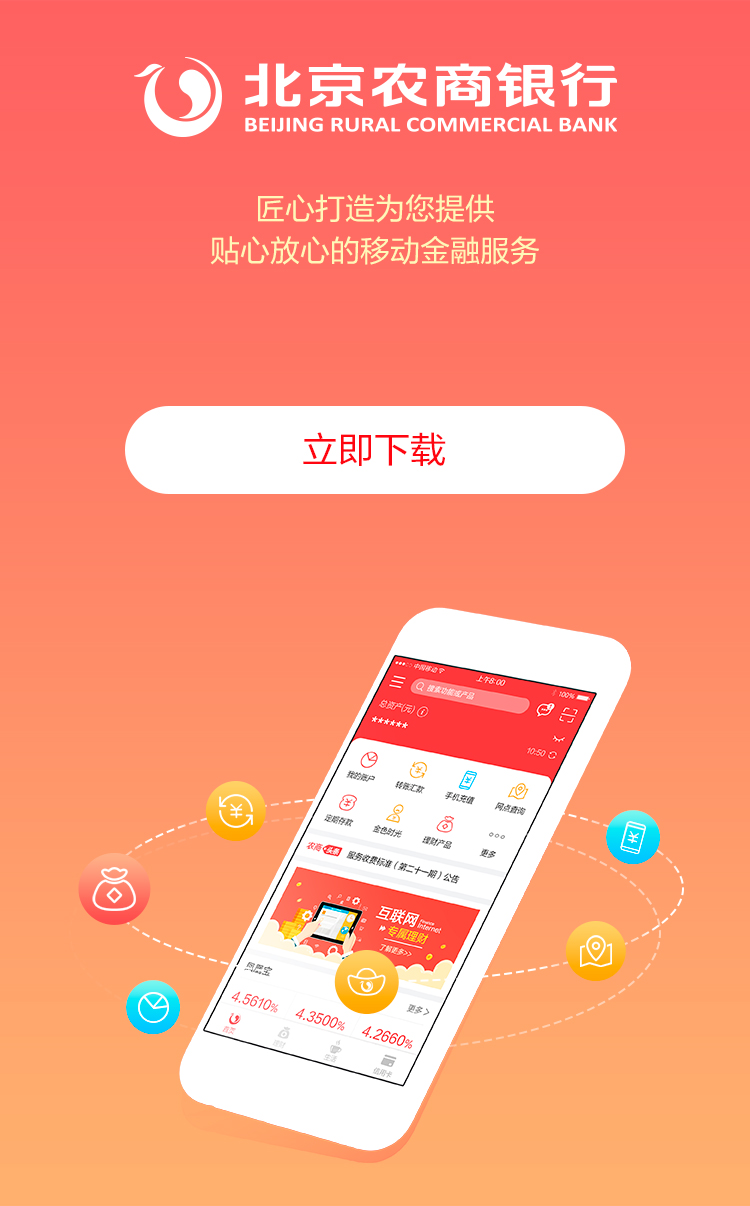 北京农商银行
BEIJING RURAL COMMERCIAL BANK
匠心打造为您提供
贴心放心的移动金融服务
立即下载
中国移动
上午8:00
100%
搜索功能或产品
总资产(元)
******
10:50
我的账户
转账汇款
手机充值
网点查询
定期存款
金色时光
理财产品
更多
农商头条
服务收费标准(第二十一期)公告
互联网
Finance
Internet
专属理财
了解更多>>
更多>
4.5610%
4.3500%
4.2660%
首页
生活
信用卡